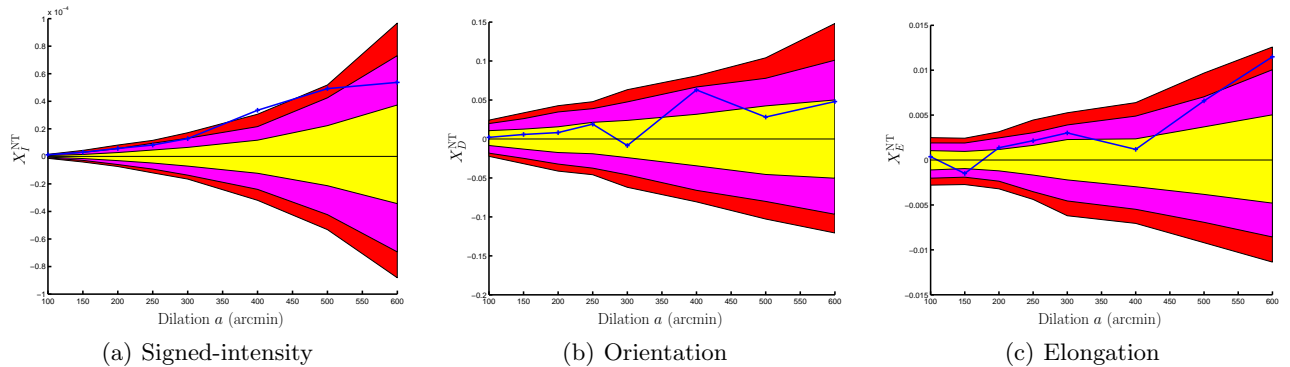 x 10⁻⁴
1
0.8
0.6
0.4
0.2
0
−0.2
−0.4
−0.6
−0.8
−1
X_I^NT
100 150 200 250 300 350 400 450 500 550 600
Dilation a (arcmin)
(a) Signed-intensity
0.15
0.1
0.05
0
−0.05
−0.1
−0.15
−0.2
X_D^NT
100 150 200 250 300 350 400 450 500 550 600
Dilation a (arcmin)
(b) Orientation
0.015
0.01
0.005
0
−0.005
−0.01
−0.015
X_E^NT
100 150 200 250 300 350 400 450 500 550 600
Dilation a (arcmin)
(c) Elongation